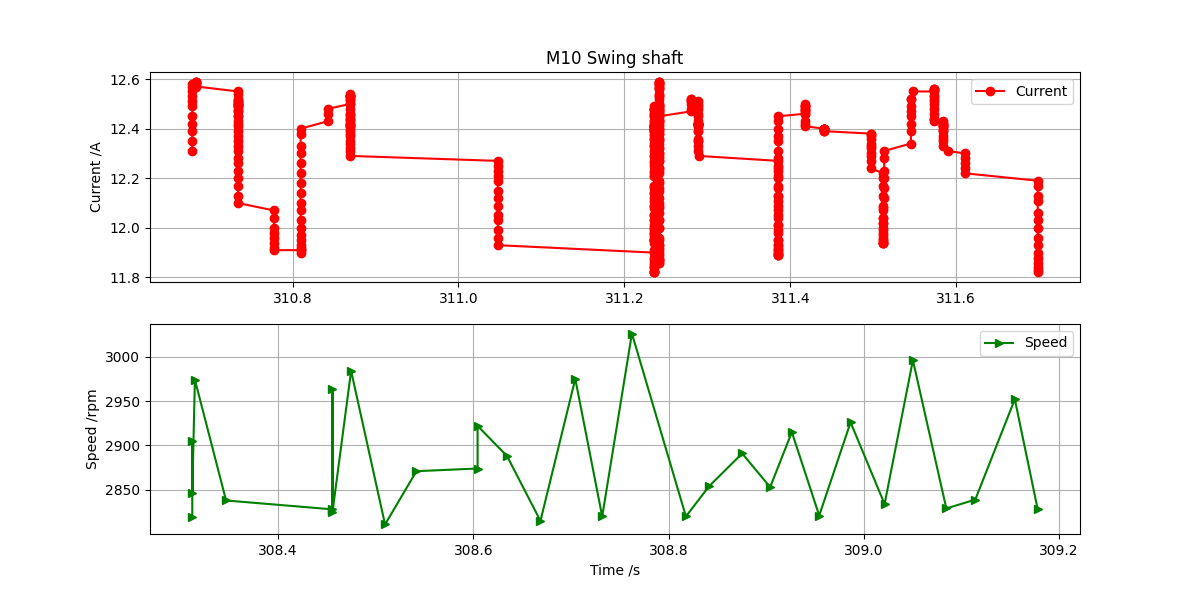 M10 Swing shaft
Current /A
12.6
12.4
12.2
12.0
11.8
Current
310.8 311.0 311.2 311.4 311.6
Speed /rpm
3000
2950
2900
2850
Speed
308.4 308.6 308.8 309.0 309.2
Time /s